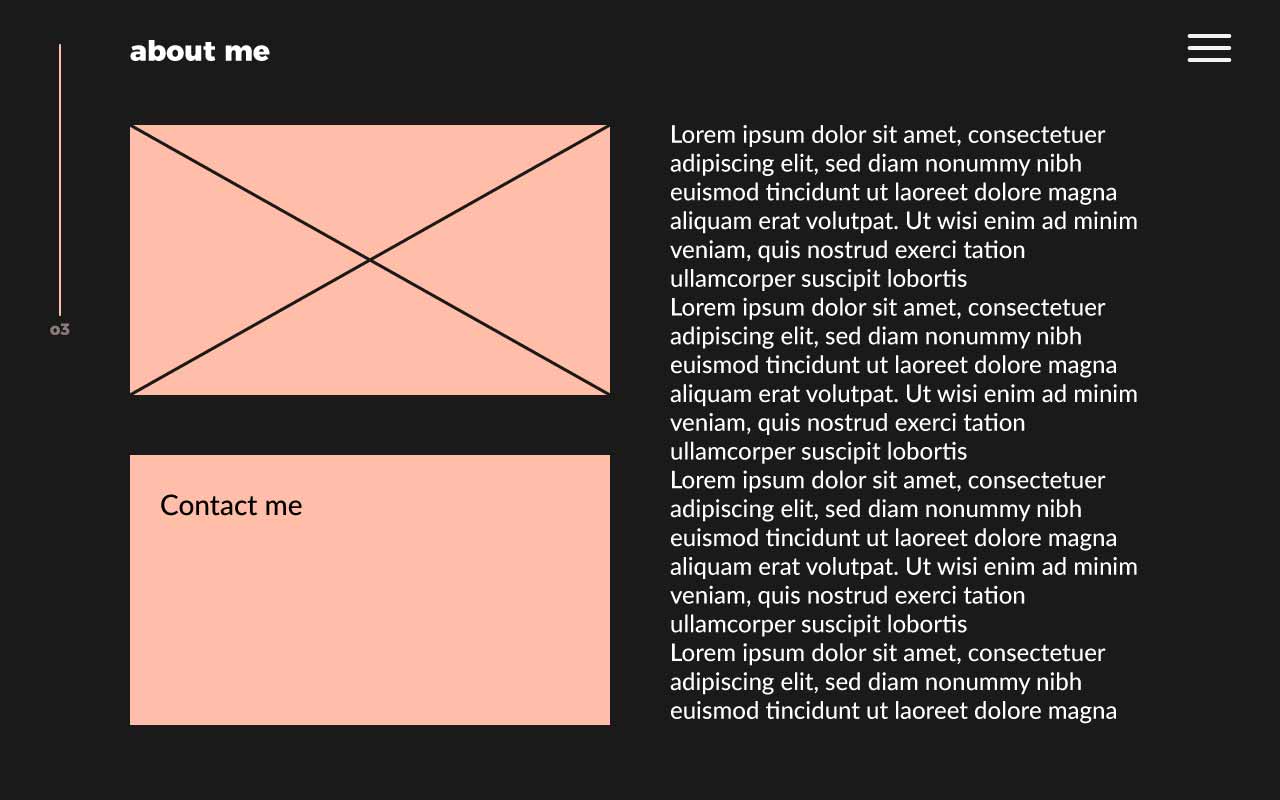 about me
o3
Contact me
Lorem ipsum dolor sit amet, consectetuer
adipiscing elit, sed diam nonummy nibh
euismod tincidunt ut laoreet dolore magna
aliquam erat volutpat. Ut wisi enim ad minim
veniam, quis nostrud exerci tation
ullamcorper suscipit lobortis
Lorem ipsum dolor sit amet, consectetuer
adipiscing elit, sed diam nonummy nibh
euismod tincidunt ut laoreet dolore magna
aliquam erat volutpat. Ut wisi enim ad minim
veniam, quis nostrud exerci tation
ullamcorper suscipit lobortis
Lorem ipsum dolor sit amet, consectetuer
adipiscing elit, sed diam nonummy nibh
euismod tincidunt ut laoreet dolore magna
aliquam erat volutpat. Ut wisi enim ad minim
veniam, quis nostrud exerci tation
ullamcorper suscipit lobortis
Lorem ipsum dolor sit amet, consectetuer
adipiscing elit, sed diam nonummy nibh
euismod tincidunt ut laoreet dolore magna